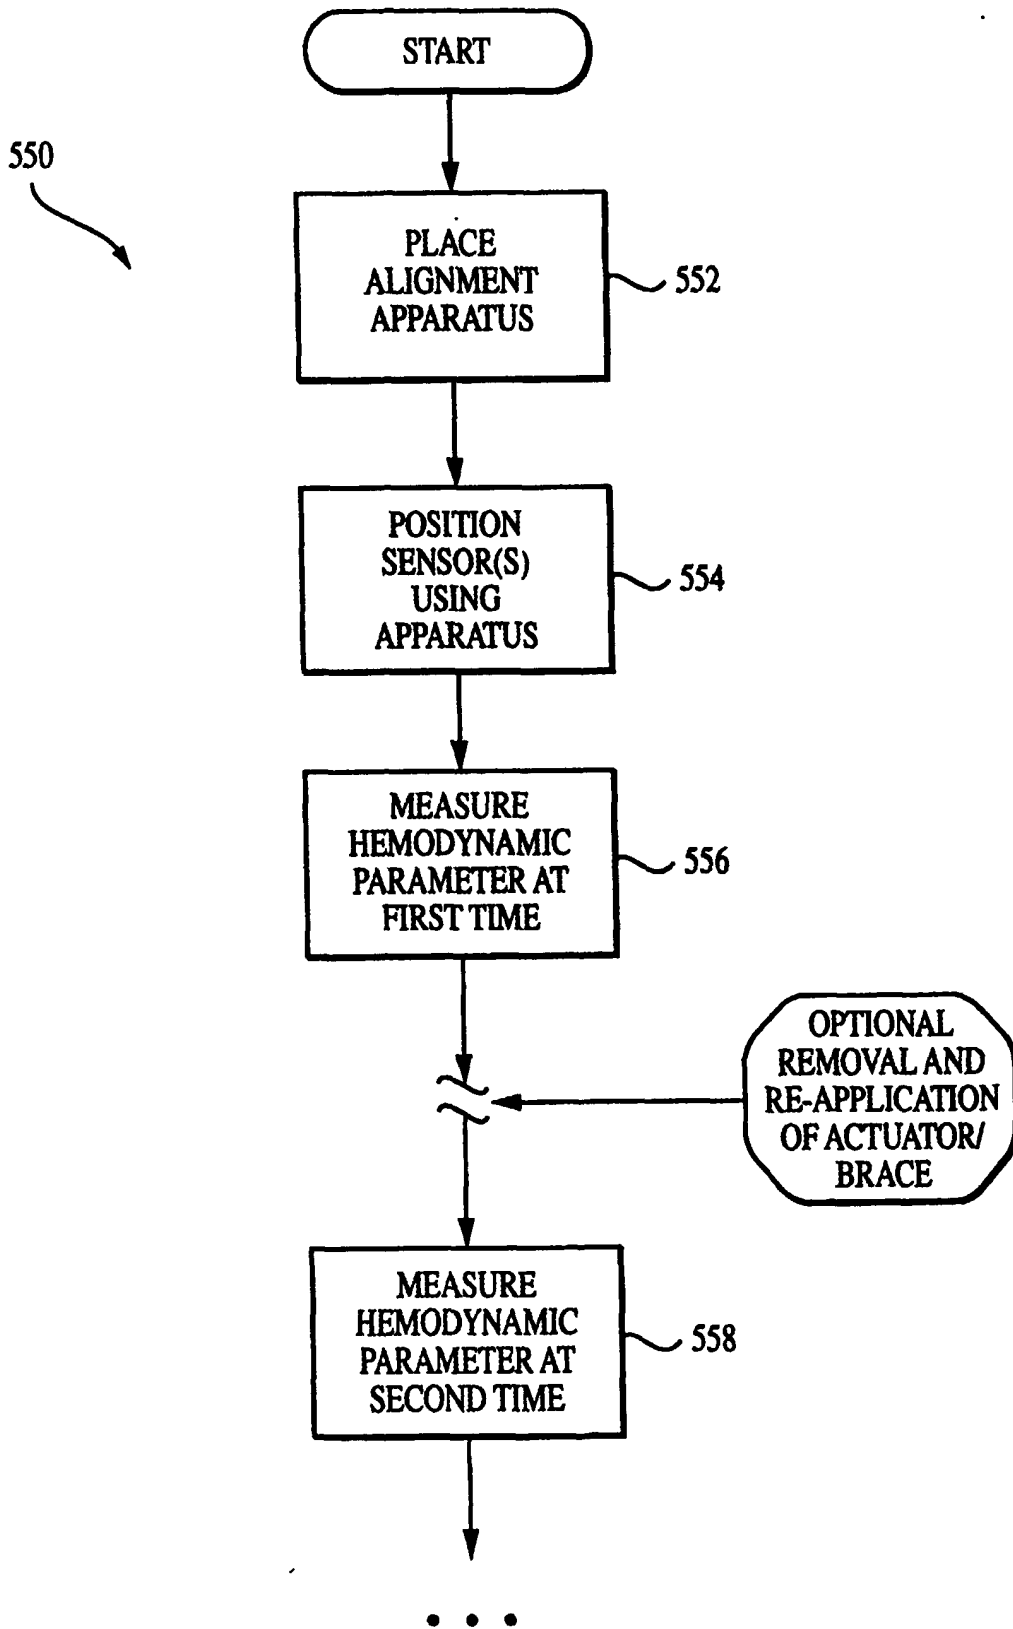 START
550
PLACE
ALIGNMENT
APPARATUS
552
POSITION
SENSOR(S)
USING
APPARATUS
554
MEASURE
HEMODYNAMIC
PARAMETER AT
FIRST TIME
556
OPTIONAL
REMOVAL AND
RE-APPLICATION
OF ACTUATOR/
BRACE
MEASURE
HEMODYNAMIC
PARAMETER AT
SECOND TIME
558
• • •